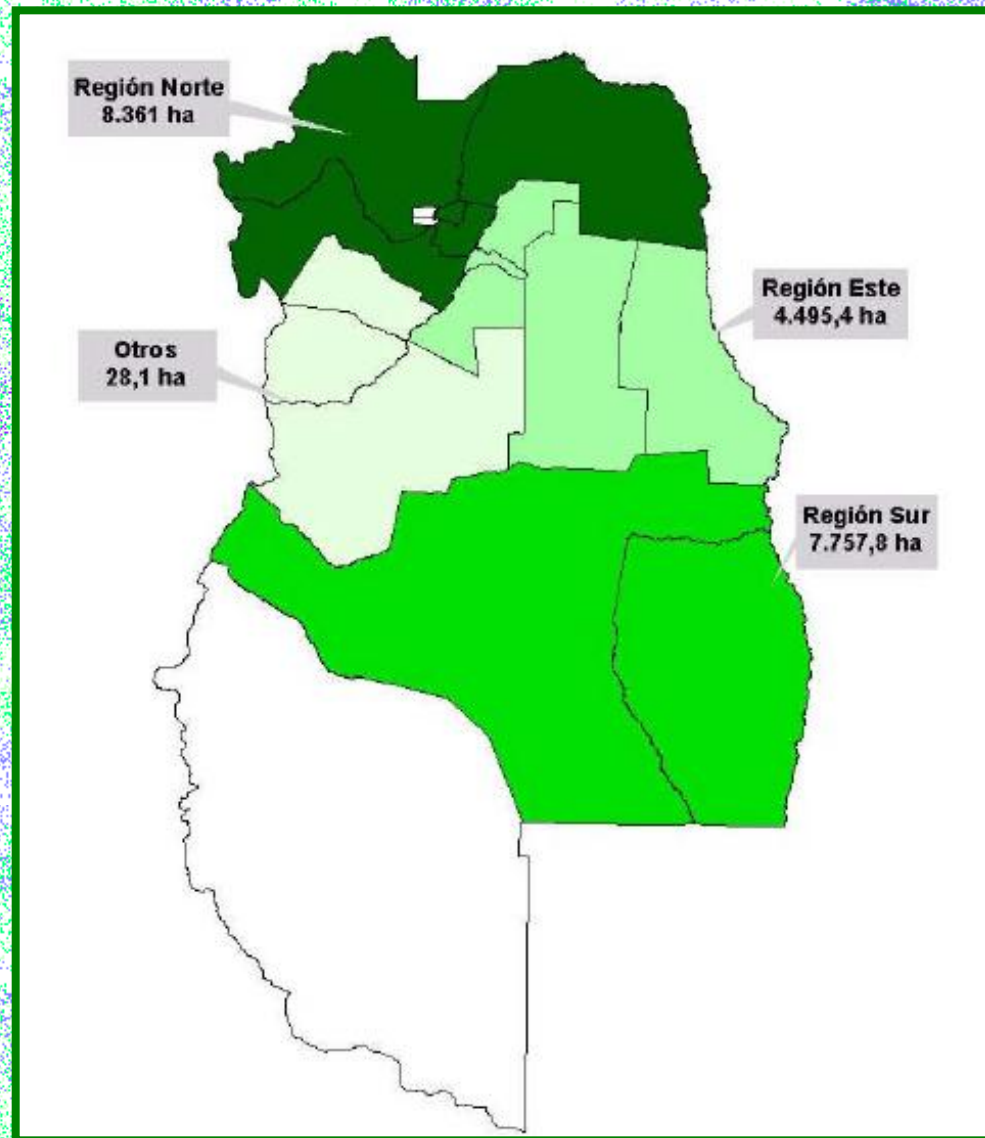 Región Norte
8.361 ha
Región Este
4.495,4 ha
Otros
28,1 ha
Región Sur
7.757,8 ha